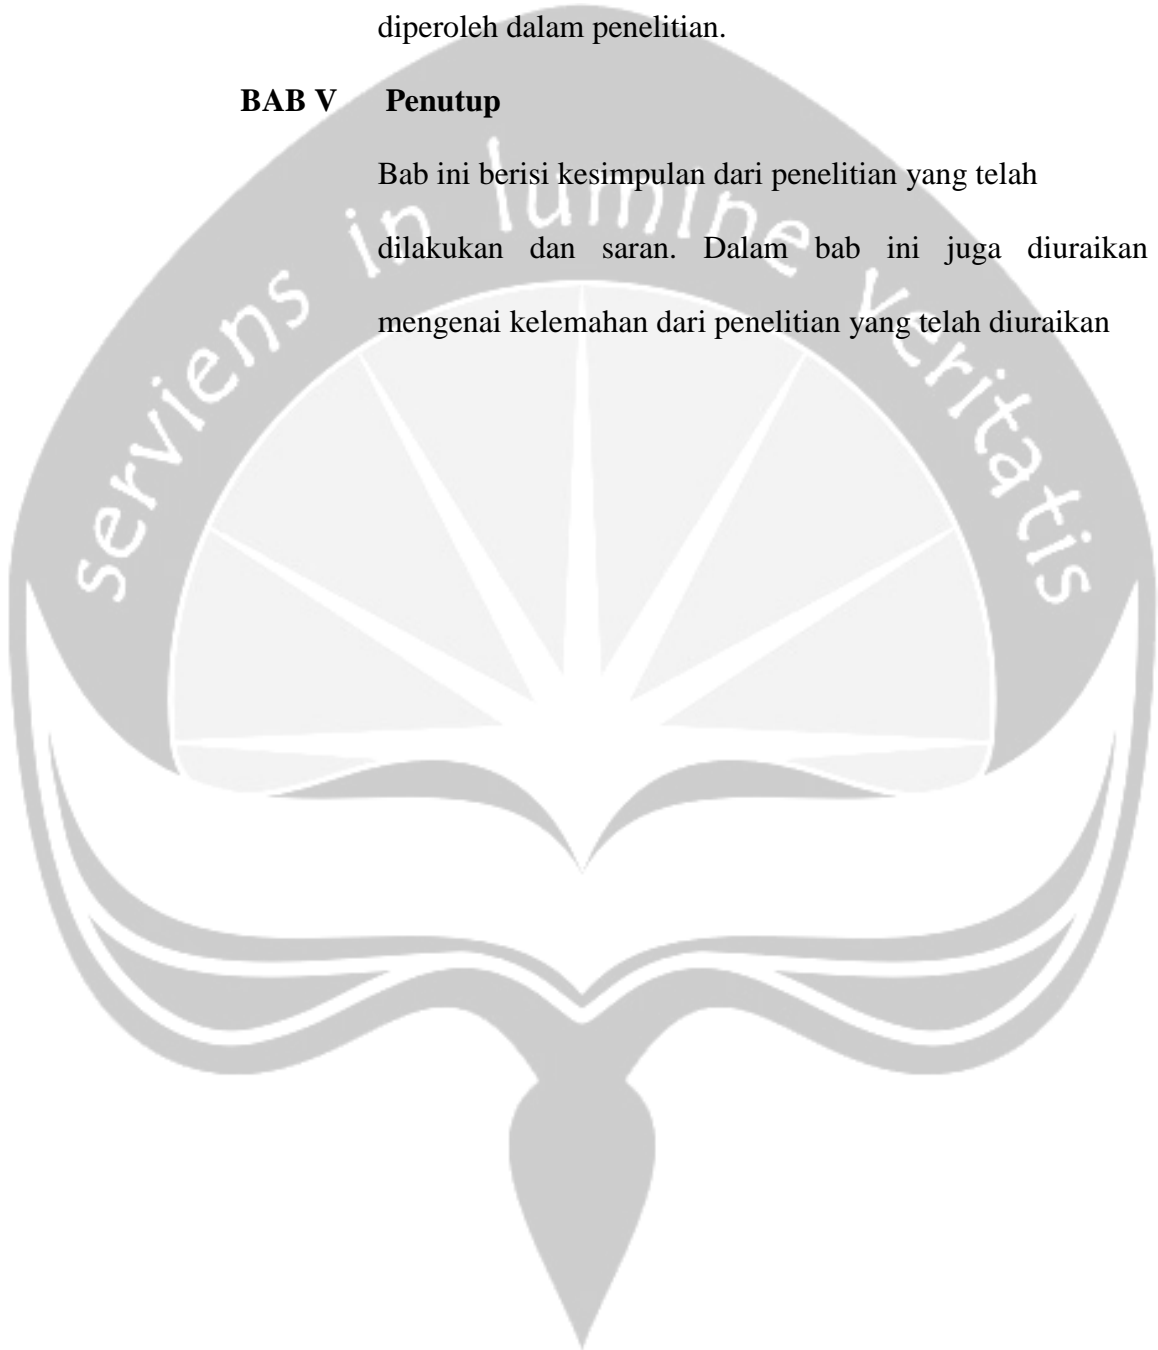 diperoleh dalam penelitian.
BAB V Penutup
Bab ini berisi kesimpulan dari penelitian yang telah
dilakukan dan saran. Dalam bab ini juga diuraikan
mengenai kelemahan dari penelitian yang telah diuraikan
serviens in lumine veritatis